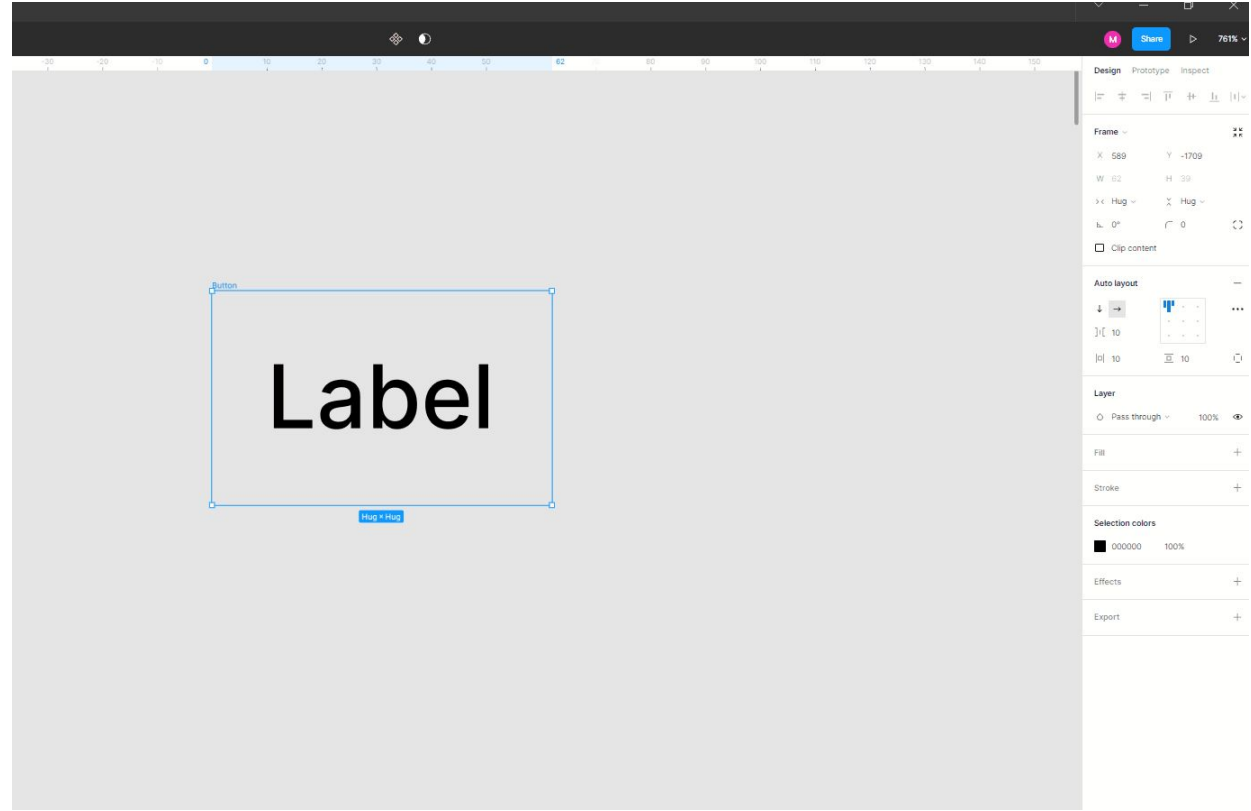 M Share 761%
-30 -20 -10 0 10 20 30 40 50 62 80 90 100 110 120 130 140 150
Design Prototype Inspect
Frame
X 589 Y -1709
W 62 H 39
Hug Hug
0° 0
Clip content
Button
Auto layout
10
10 10
Label
Layer
Pass through 100%
Fill
Stroke
Hug × Hug
Selection colors
000000 100%
Effects
Export